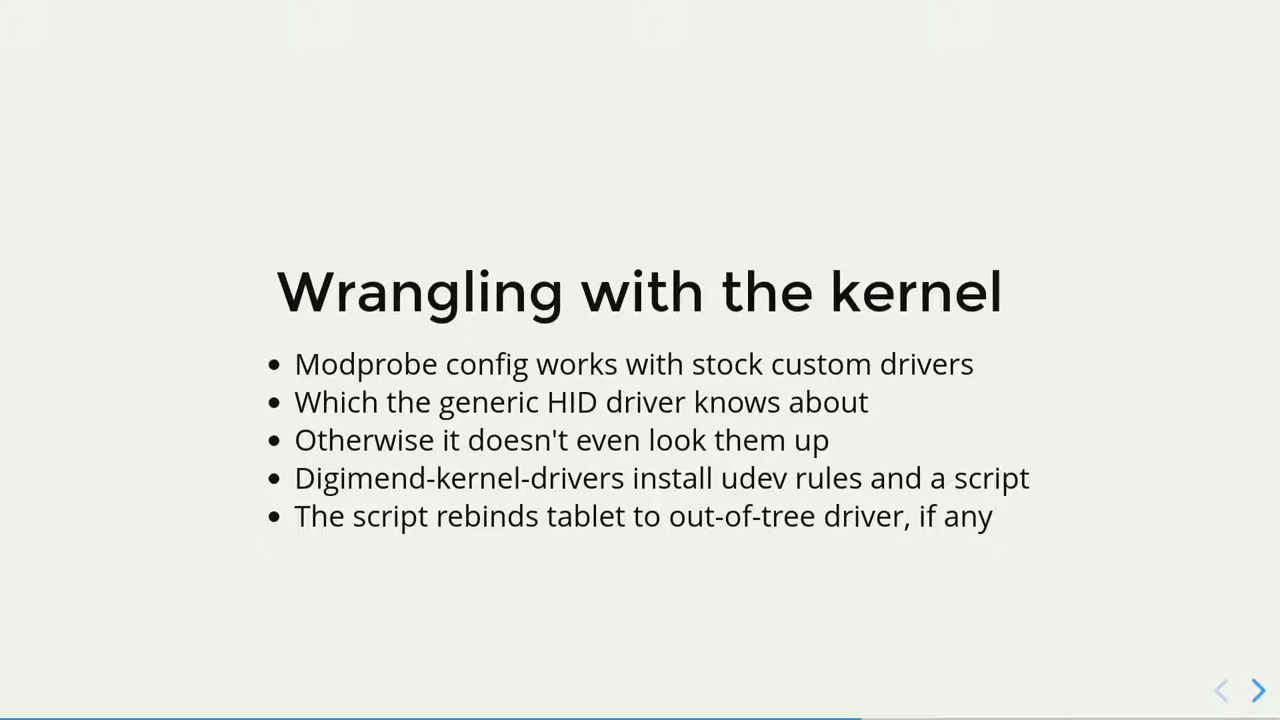 Wrangling with the kernel
Modprobe config works with stock custom drivers
Which the generic HID driver knows about
Otherwise it doesn't even look them up
Digimend-kernel-drivers install udev rules and a script
The script rebinds tablet to out-of-tree driver, if any